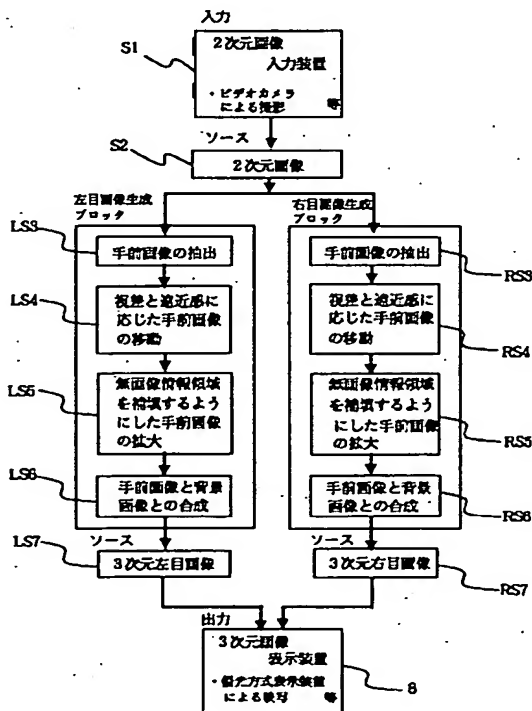 入力
S1
2次元画像
入力装置
・ビデオカメラ
による撮影 等
ソース
S2
2次元画像
左目画像生成
ブロック
右目画像生成
ブロック
LS3
手前画像の抽出
手前画像の抽出
RS3
LS4
視差と遠近感に
応じた手前画像
の移動
視差と遠近感に
応じた手前画像
の移動
RS4
LS5
無画像情報領域
を補填するよう
にした手前画像
の拡大
無画像情報領域
を補填するよう
にした手前画像
の拡大
RS5
LS6
手前画像と背景
画像との合成
手前画像と背景
画像との合成
RS6
LS7
ソース
3次元左目画像
ソース
3次元右目画像
RS7
出力
3次元画像
表示装置
・偏光方式表示装置
による映写 等
8